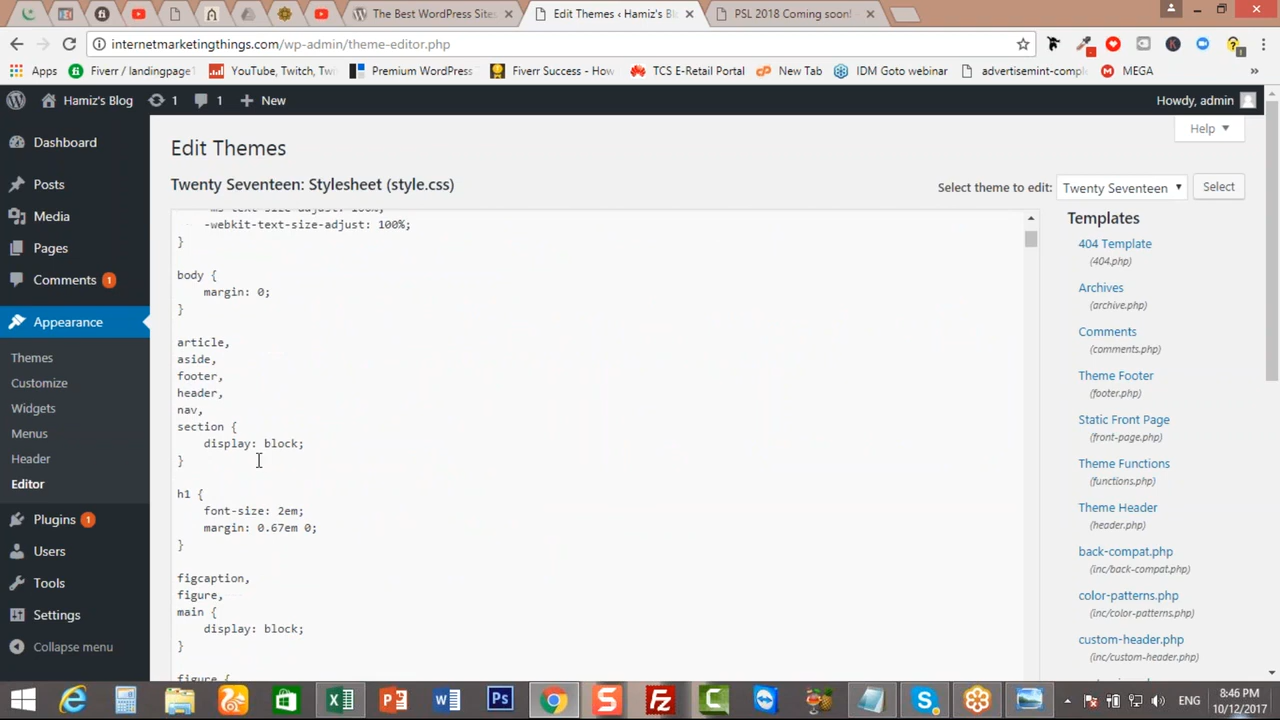 The Best WordPress Sites
Edit Themes ‹ Hamiz's Bl
PSL 2018 Coming soon!
internetmarketingthings.com/wp-admin/theme-editor.php
Apps
Fiverr / landingpage
YouTube, Twitch, Tw
Premium WordPress
Fiverr Success - How
TCS E-Retail Portal
New Tab
IDM Goto webinar
advertisemint-compl
MEGA
»
Hamiz's Blog
1
1
New
Howdy, admin
Help
Dashboard
Posts
Media
Pages
Comments 1
Appearance
Themes
Customize
Widgets
Menus
Header
Editor
Plugins 1
Users
Tools
Settings
Collapse menu
Edit Themes
Twenty Seventeen: Stylesheet (style.css)
Select theme to edit:
Twenty Seventeen
Select
-ms-text-size-adjust: 100%;
-webkit-text-size-adjust: 100%;
}
body {
margin: 0;
}
article,
aside,
footer,
header,
nav,
section {
display: block;
}
h1 {
font-size: 2em;
margin: 0.67em 0;
}
figcaption,
figure,
main {
display: block;
}
figure {
Templates
404 Template
(404.php)
Archives
(archive.php)
Comments
(comments.php)
Theme Footer
(footer.php)
Static Front Page
(front-page.php)
Theme Functions
(functions.php)
Theme Header
(header.php)
back-compat.php
(inc/back-compat.php)
color-patterns.php
(inc/color-patterns.php)
custom-header.php
(inc/custom-header.php)
ENG
8:46 PM
10/12/2017